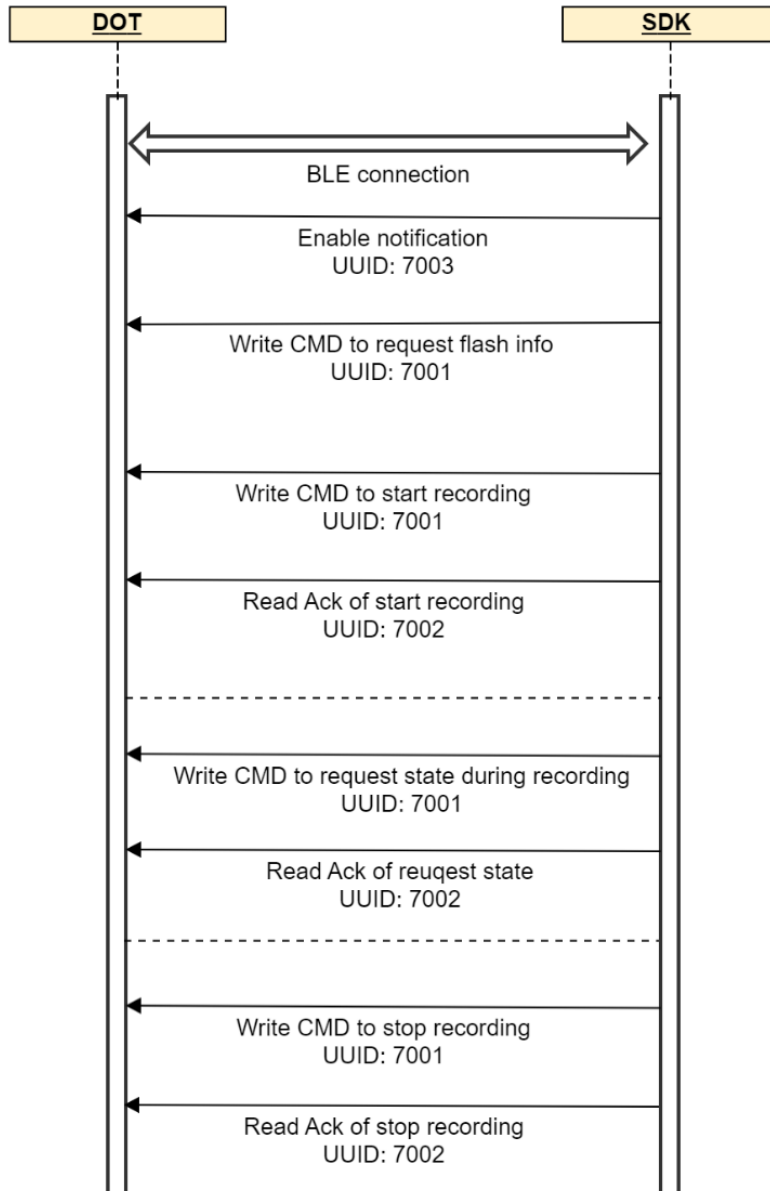 DOT
SDK
BLE connection
Enable notification
UUID: 7003
Write CMD to request flash info
UUID: 7001
Write CMD to start recording
UUID: 7001
Read Ack of start recording
UUID: 7002
Write CMD to request state during recording
UUID: 7001
Read Ack of reuqest state
UUID: 7002
Write CMD to stop recording
UUID: 7001
Read Ack of stop recording
UUID: 7002